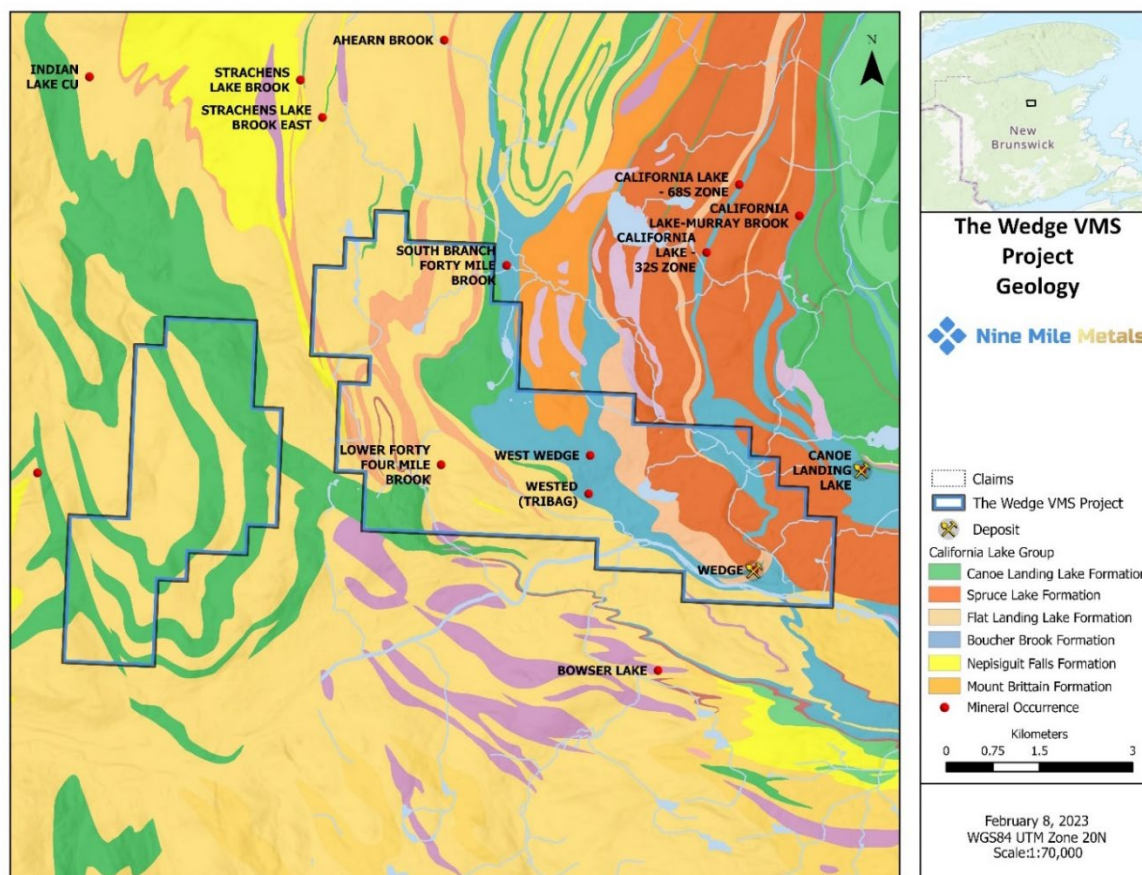 AHEARN BROOK
N
INDIAN
LAKE CU
STRACHENS
LAKE BROOK
STRACHENS LAKE
BROOK EAST
CALIFORNIA LAKE
- 68S ZONE
CALIFORNIA
LAKE-MURRAY BROOK
CALIFORNIA
LAKE -
32S ZONE
SOUTH BRANCH
FORTY MILE
BROOK
LOWER FORTY
FOUR MILE
BROOK
WEST WEDGE
WESTED
(TRIBAG)
CANOE
LANDING
LAKE
WEDGE
BOWSER LAKE
New
Brunswick
The Wedge VMS
Project
Geology
Nine Mile Metals
Claims
The Wedge VMS Project
Deposit
California Lake Group
Canoe Landing Lake Formation
Spruce Lake Formation
Flat Landing Lake Formation
Boucher Brook Formation
Nepisiguit Falls Formation
Mount Brittain Formation
Mineral Occurrence
Kilometers
0 0.75 1.5 3
February 8, 2023
WGS84 UTM Zone 20N
Scale:1:70,000